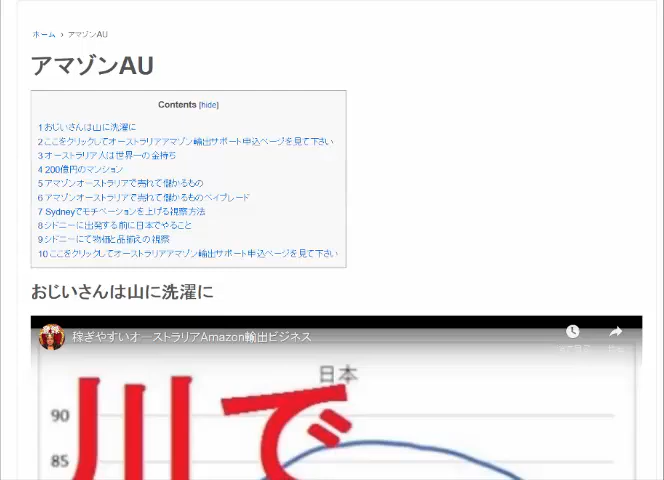 ホーム › アマゾンAU
アマゾンAU
Contents [hide]
1 おじいさんは山に洗濯に
2 ここをクリックしてオーストラリアアマゾン輸出サポート申込ページを見て下さい
3 オーストラリア人は世界一の金持ち
4 200億円のマンション
5 アマゾンオーストラリアで売れて儲かるもの
6 アマゾンオーストラリアで売れて儲かるものベイブレード
7 Sydneyでモチベーションを上げる視察方法
8 シドニーに出発する前に日本でやること
9 シドニーにて物価と品揃えの視察
10 ここをクリックしてオーストラリアアマゾン輸出サポート申込ページを見て下さい
おじいさんは山に洗濯に
稼ぎやすいオーストラリアAmazon輸出ビジネス
日本
川で
90
85